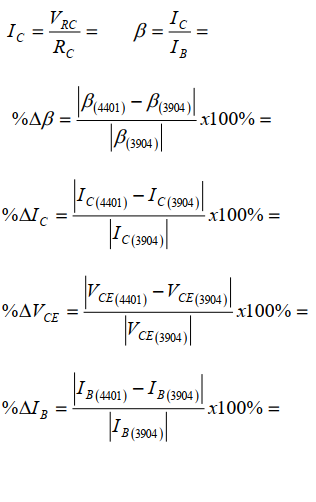 I_C = V_RC / R_C =    β = I_C / I_B =
%Δβ = |β_(4401) − β_(3904)| / |β_(3904)| x100% =
%ΔI_C = |I_C(4401) − I_C(3904)| / |I_C(3904)| x100% =
%ΔV_CE = |V_CE(4401) − V_CE(3904)| / |V_CE(3904)| x100% =
%ΔI_B = |I_B(4401) − I_B(3904)| / |I_B(3904)| x100% =